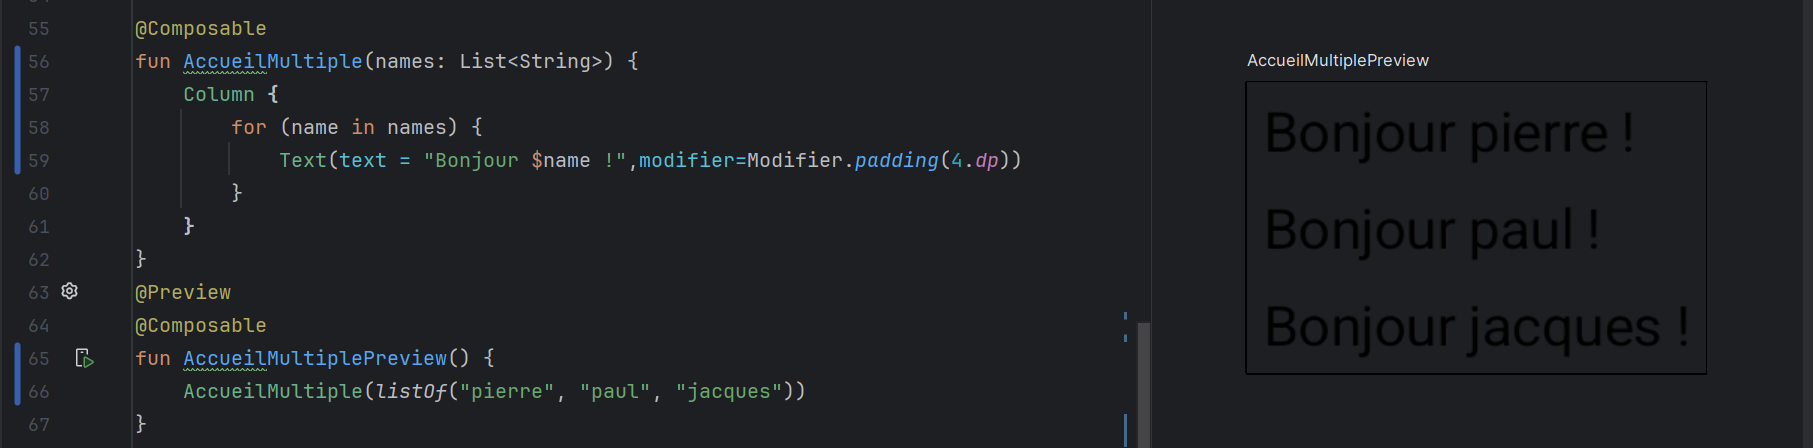 55 @Composable
56 fun AccueilMultiple(names: List<String>) {
57 Column {
58 for (name in names) {
59 Text(text = "Bonjour $name !",modifier=Modifier.padding(4.dp))
60 }
61 }
62 }
63 @Preview
64 @Composable
65 fun AccueilMultiplePreview() {
66 AccueilMultiple(listOf("pierre", "paul", "jacques"))
67 }
AccueilMultiplePreview
Bonjour pierre !
Bonjour paul !
Bonjour jacques !